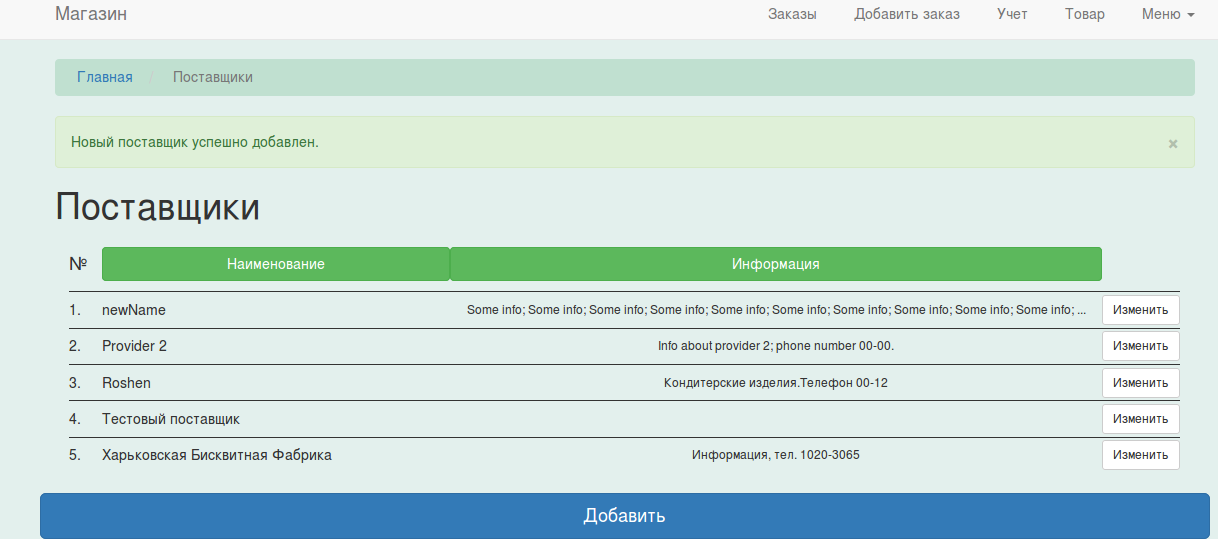 Магазин Заказы Добавить заказ Учет Товар Меню
Главная / Поставщики
Новый поставщик успешно добавлен. ×
Поставщики
№ Наименование Информация
1. newName Some info; Some info; Some info; Some info; Some info; Some info; Some info; Some info; Some info; Some info; ... Изменить
2. Provider 2 Info about provider 2; phone number 00-00. Изменить
3. Roshen Кондитерские изделия.Телефон 00-12 Изменить
4. Тестовый поставщик Изменить
5. Харьковская Бисквитная Фабрика Информация, тел. 1020-3065 Изменить
Добавить